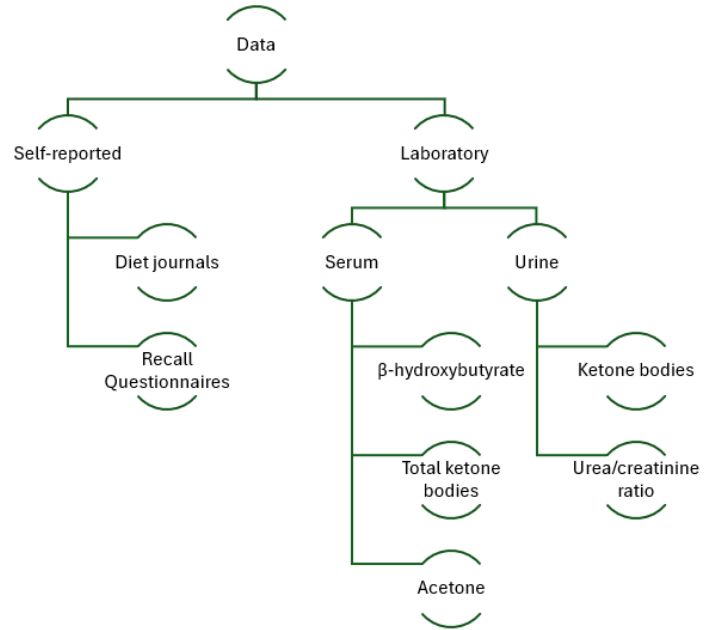 Data
Self-reported
Laboratory
Diet journals
Serum
Urine
Recall
Questionnaires
β-hydroxybutyrate
Ketone bodies
Total ketone
bodies
Urea/creatinine
ratio
Acetone